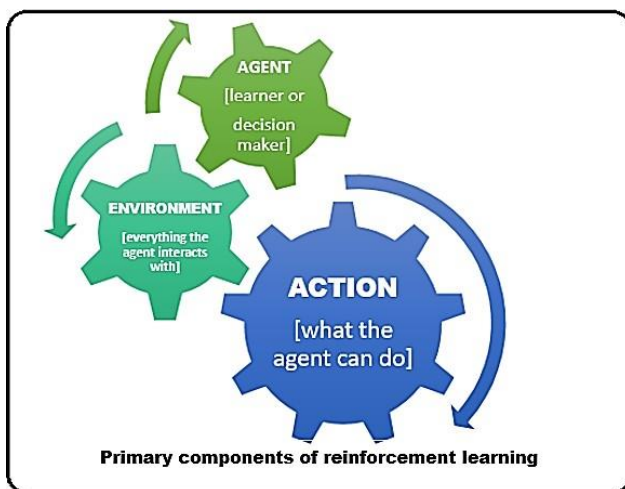 AGENT
[learner or
decision
maker]
ENVIRONMENT
[everything the
agent interacts
with]
ACTION
[what the
agent can do]
Primary components of reinforcement learning